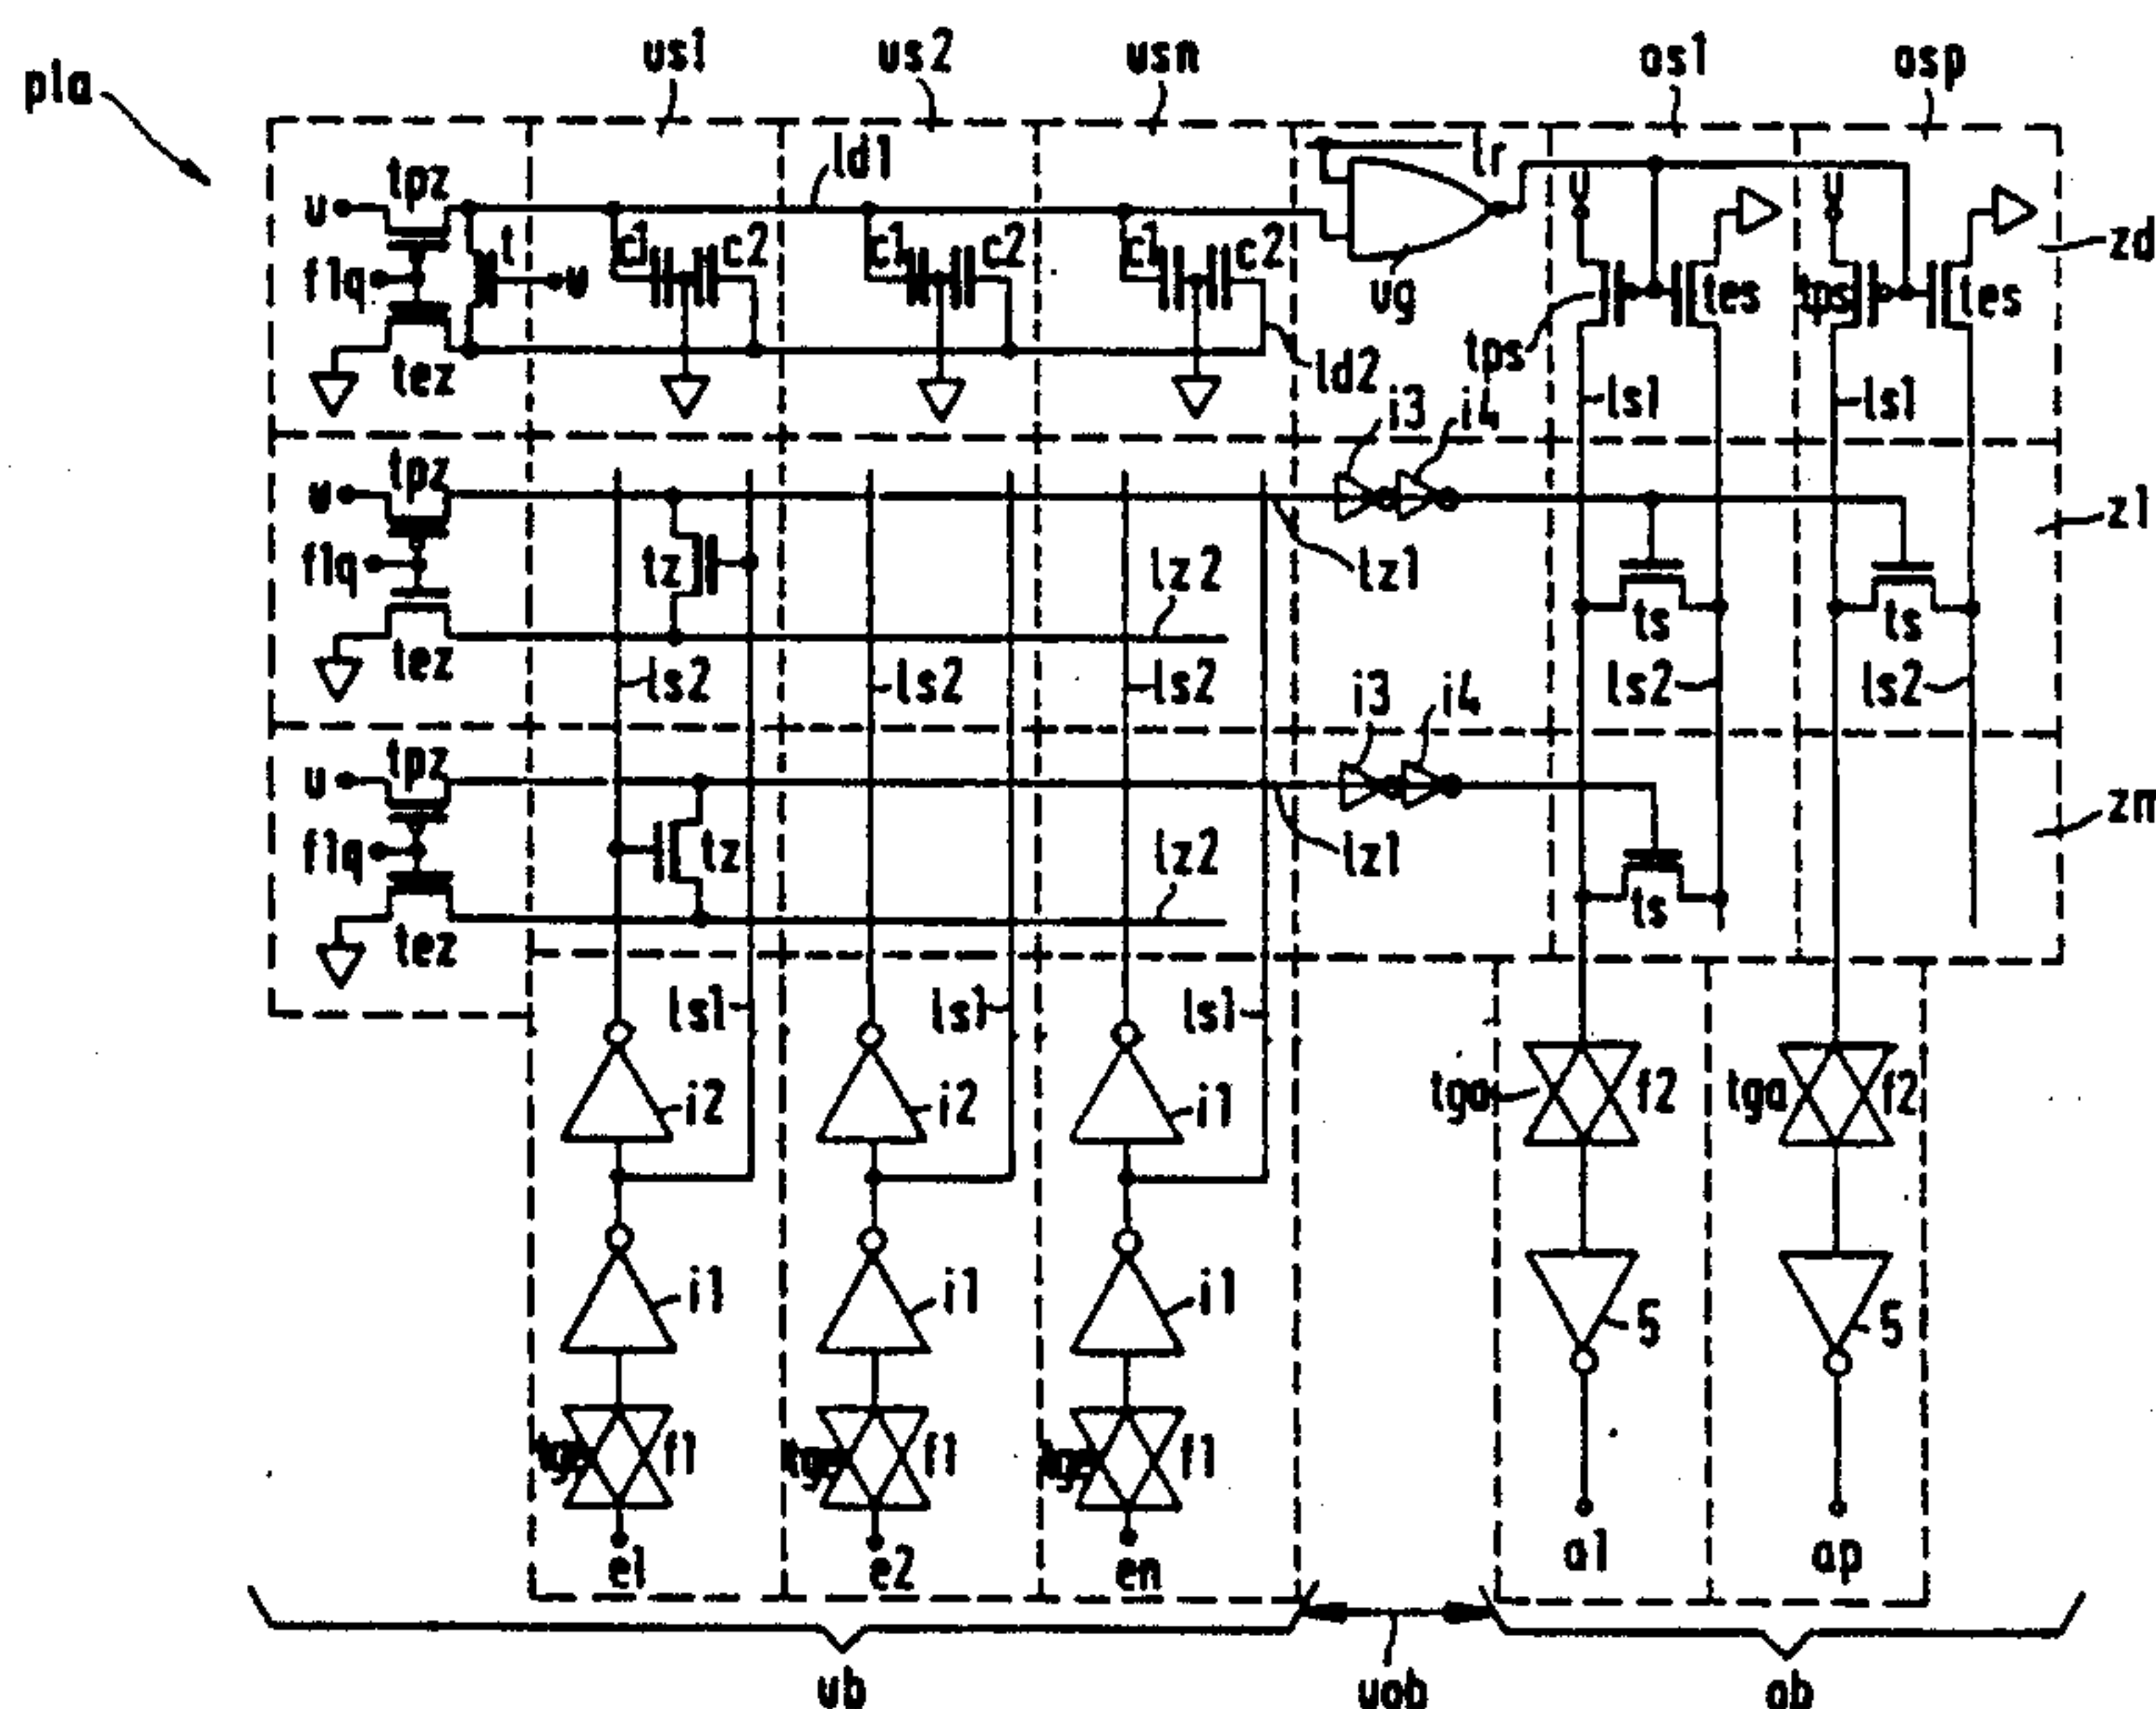 pla
us1 us2 usn os1 osp
tpz ld1 lr
u t c1 c2 c1 c2 c1 c2 u u zd
f1q u vg tps tes tps tes
tez ld2 ls1 ls1
i3 i4
tpz
u z1
f1q tz lz2 lz1
tez ts ts
ls2 ls2 ls2 ls2 ls2
i3 i4
tpz
u zn
f1q tz lz2 lz1
tez ts
ls1 ls1 ls1
i2 i2 i1 tga f2 tga f2
i1 i1 i1 5 5
f1 f1 f1
e1 e2 en a1 ap
ub uob ab